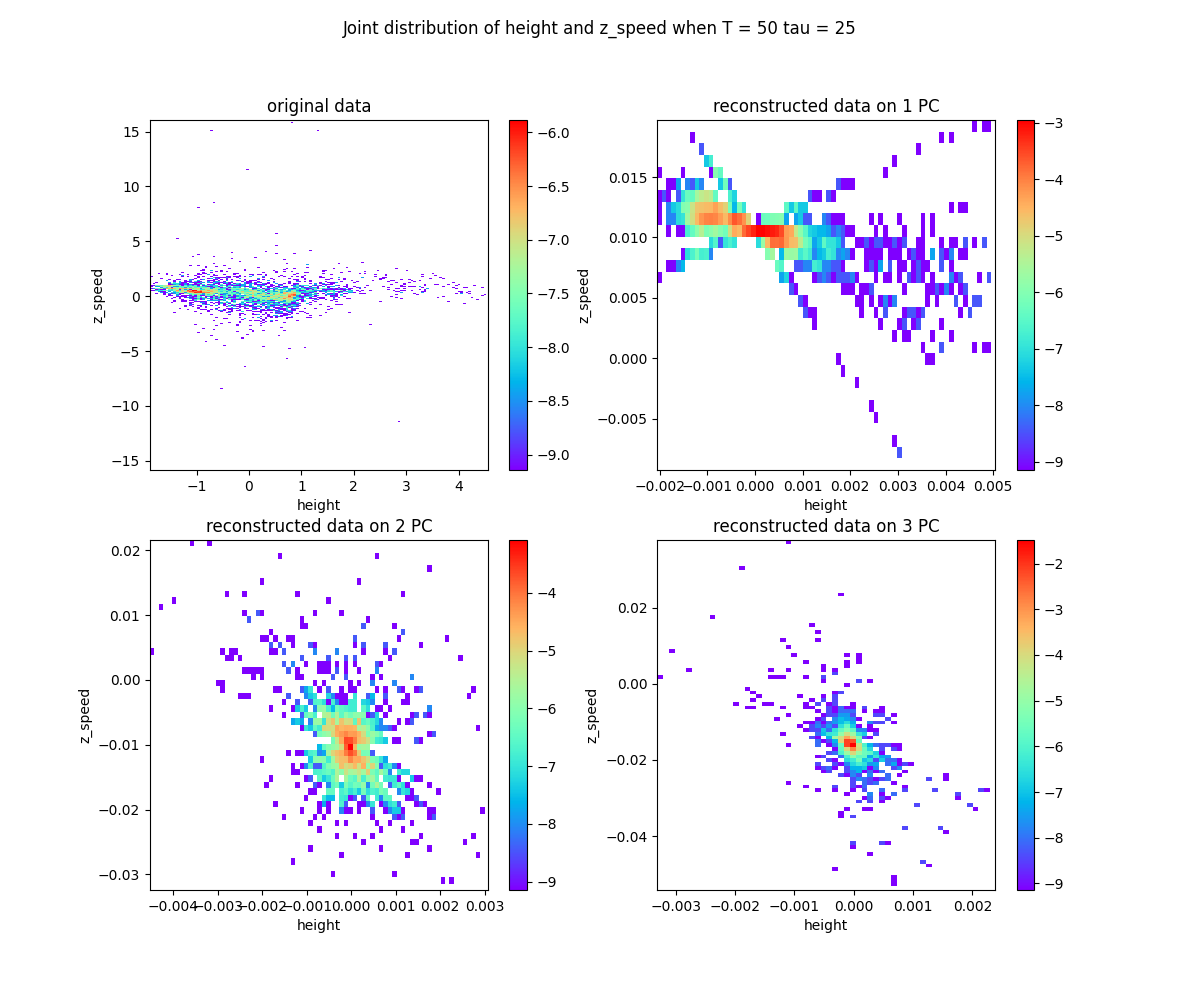 Joint distribution of height and z_speed when T = 50 tau = 25
original data
15
10
5
0
−5
−10
−15
z_speed
−1 0 1 2 3 4
height
−6.0
−6.5
−7.0
−7.5
−8.0
−8.5
−9.0
reconstructed data on 1 PC
0.015
0.010
0.005
0.000
−0.005
z_speed
−0.002 −0.001 0.000 0.001 0.002 0.003 0.004 0.005
height
−3
−4
−5
−6
−7
−8
−9
reconstructed data on 2 PC
0.02
0.01
0.00
−0.01
−0.02
−0.03
z_speed
−0.004 −0.003 −0.002 −0.001 0.000 0.001 0.002 0.003
height
−4
−5
−6
−7
−8
−9
reconstructed data on 3 PC
0.02
0.00
−0.02
−0.04
z_speed
−0.003 −0.002 −0.001 0.000 0.001 0.002
height
−2
−3
−4
−5
−6
−7
−8
−9